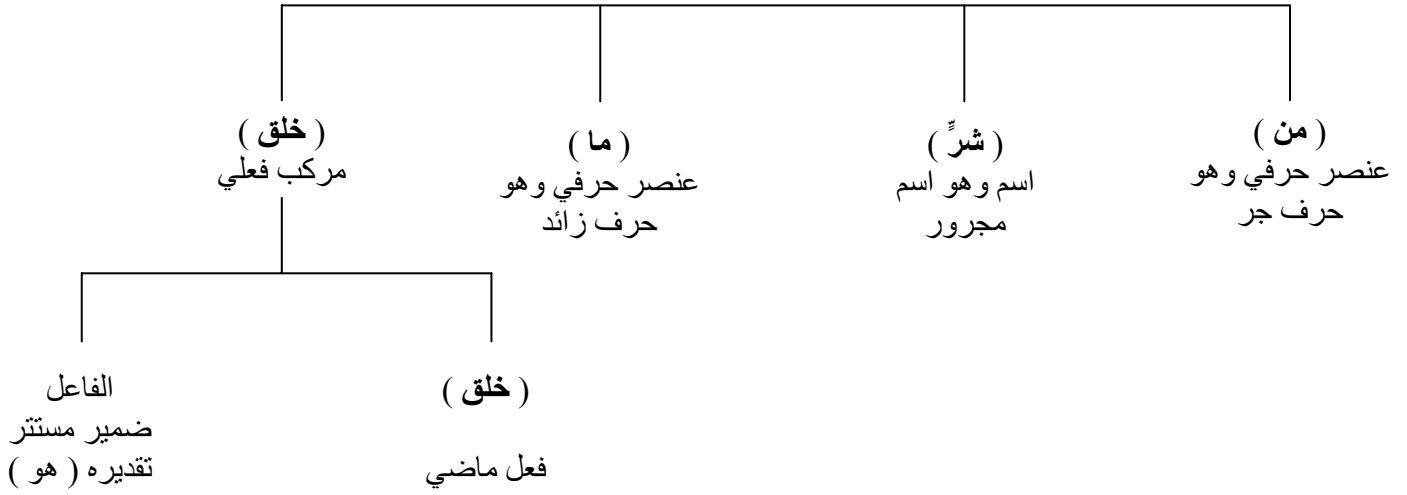 ( من )
عنصر حرفي وهو
حرف جر
( شرٍّ )
اسم وهو اسم
مجرور
( ما )
عنصر حرفي وهو
حرف زائد
( خلق )
مركب فعلي
( خلق )
فعل ماضي
الفاعل
ضمير مستتر
تقديره ( هو )